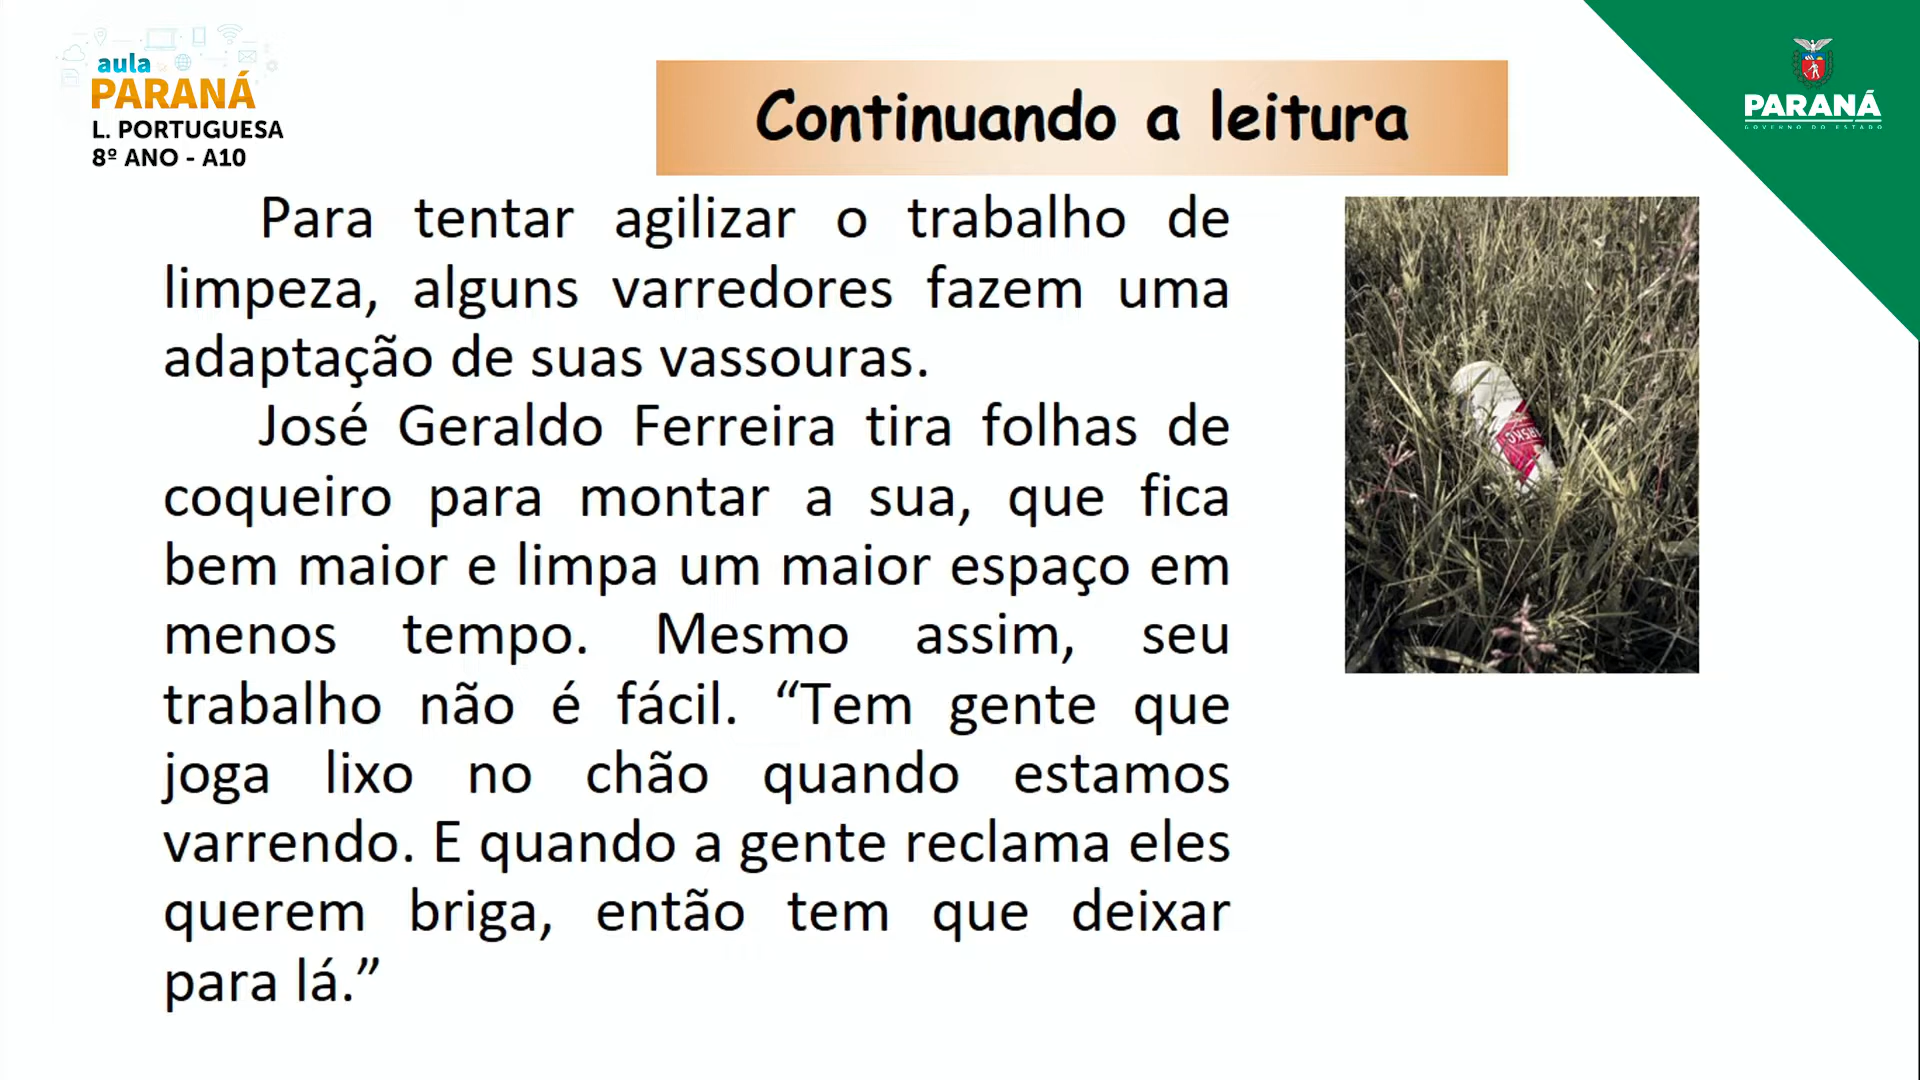 aula
PARANÁ
L. PORTUGUESA
8º ANO - A10
Continuando a leitura
PARANÁ
GOVERNO DO ESTADO
Para tentar agilizar o trabalho de
limpeza, alguns varredores fazem uma
adaptação de suas vassouras.
José Geraldo Ferreira tira folhas de
coqueiro para montar a sua, que fica
bem maior e limpa um maior espaço em
menos tempo. Mesmo assim, seu
trabalho não é fácil. “Tem gente que
joga lixo no chão quando estamos
varrendo. E quando a gente reclama eles
querem briga, então tem que deixar
para lá.”